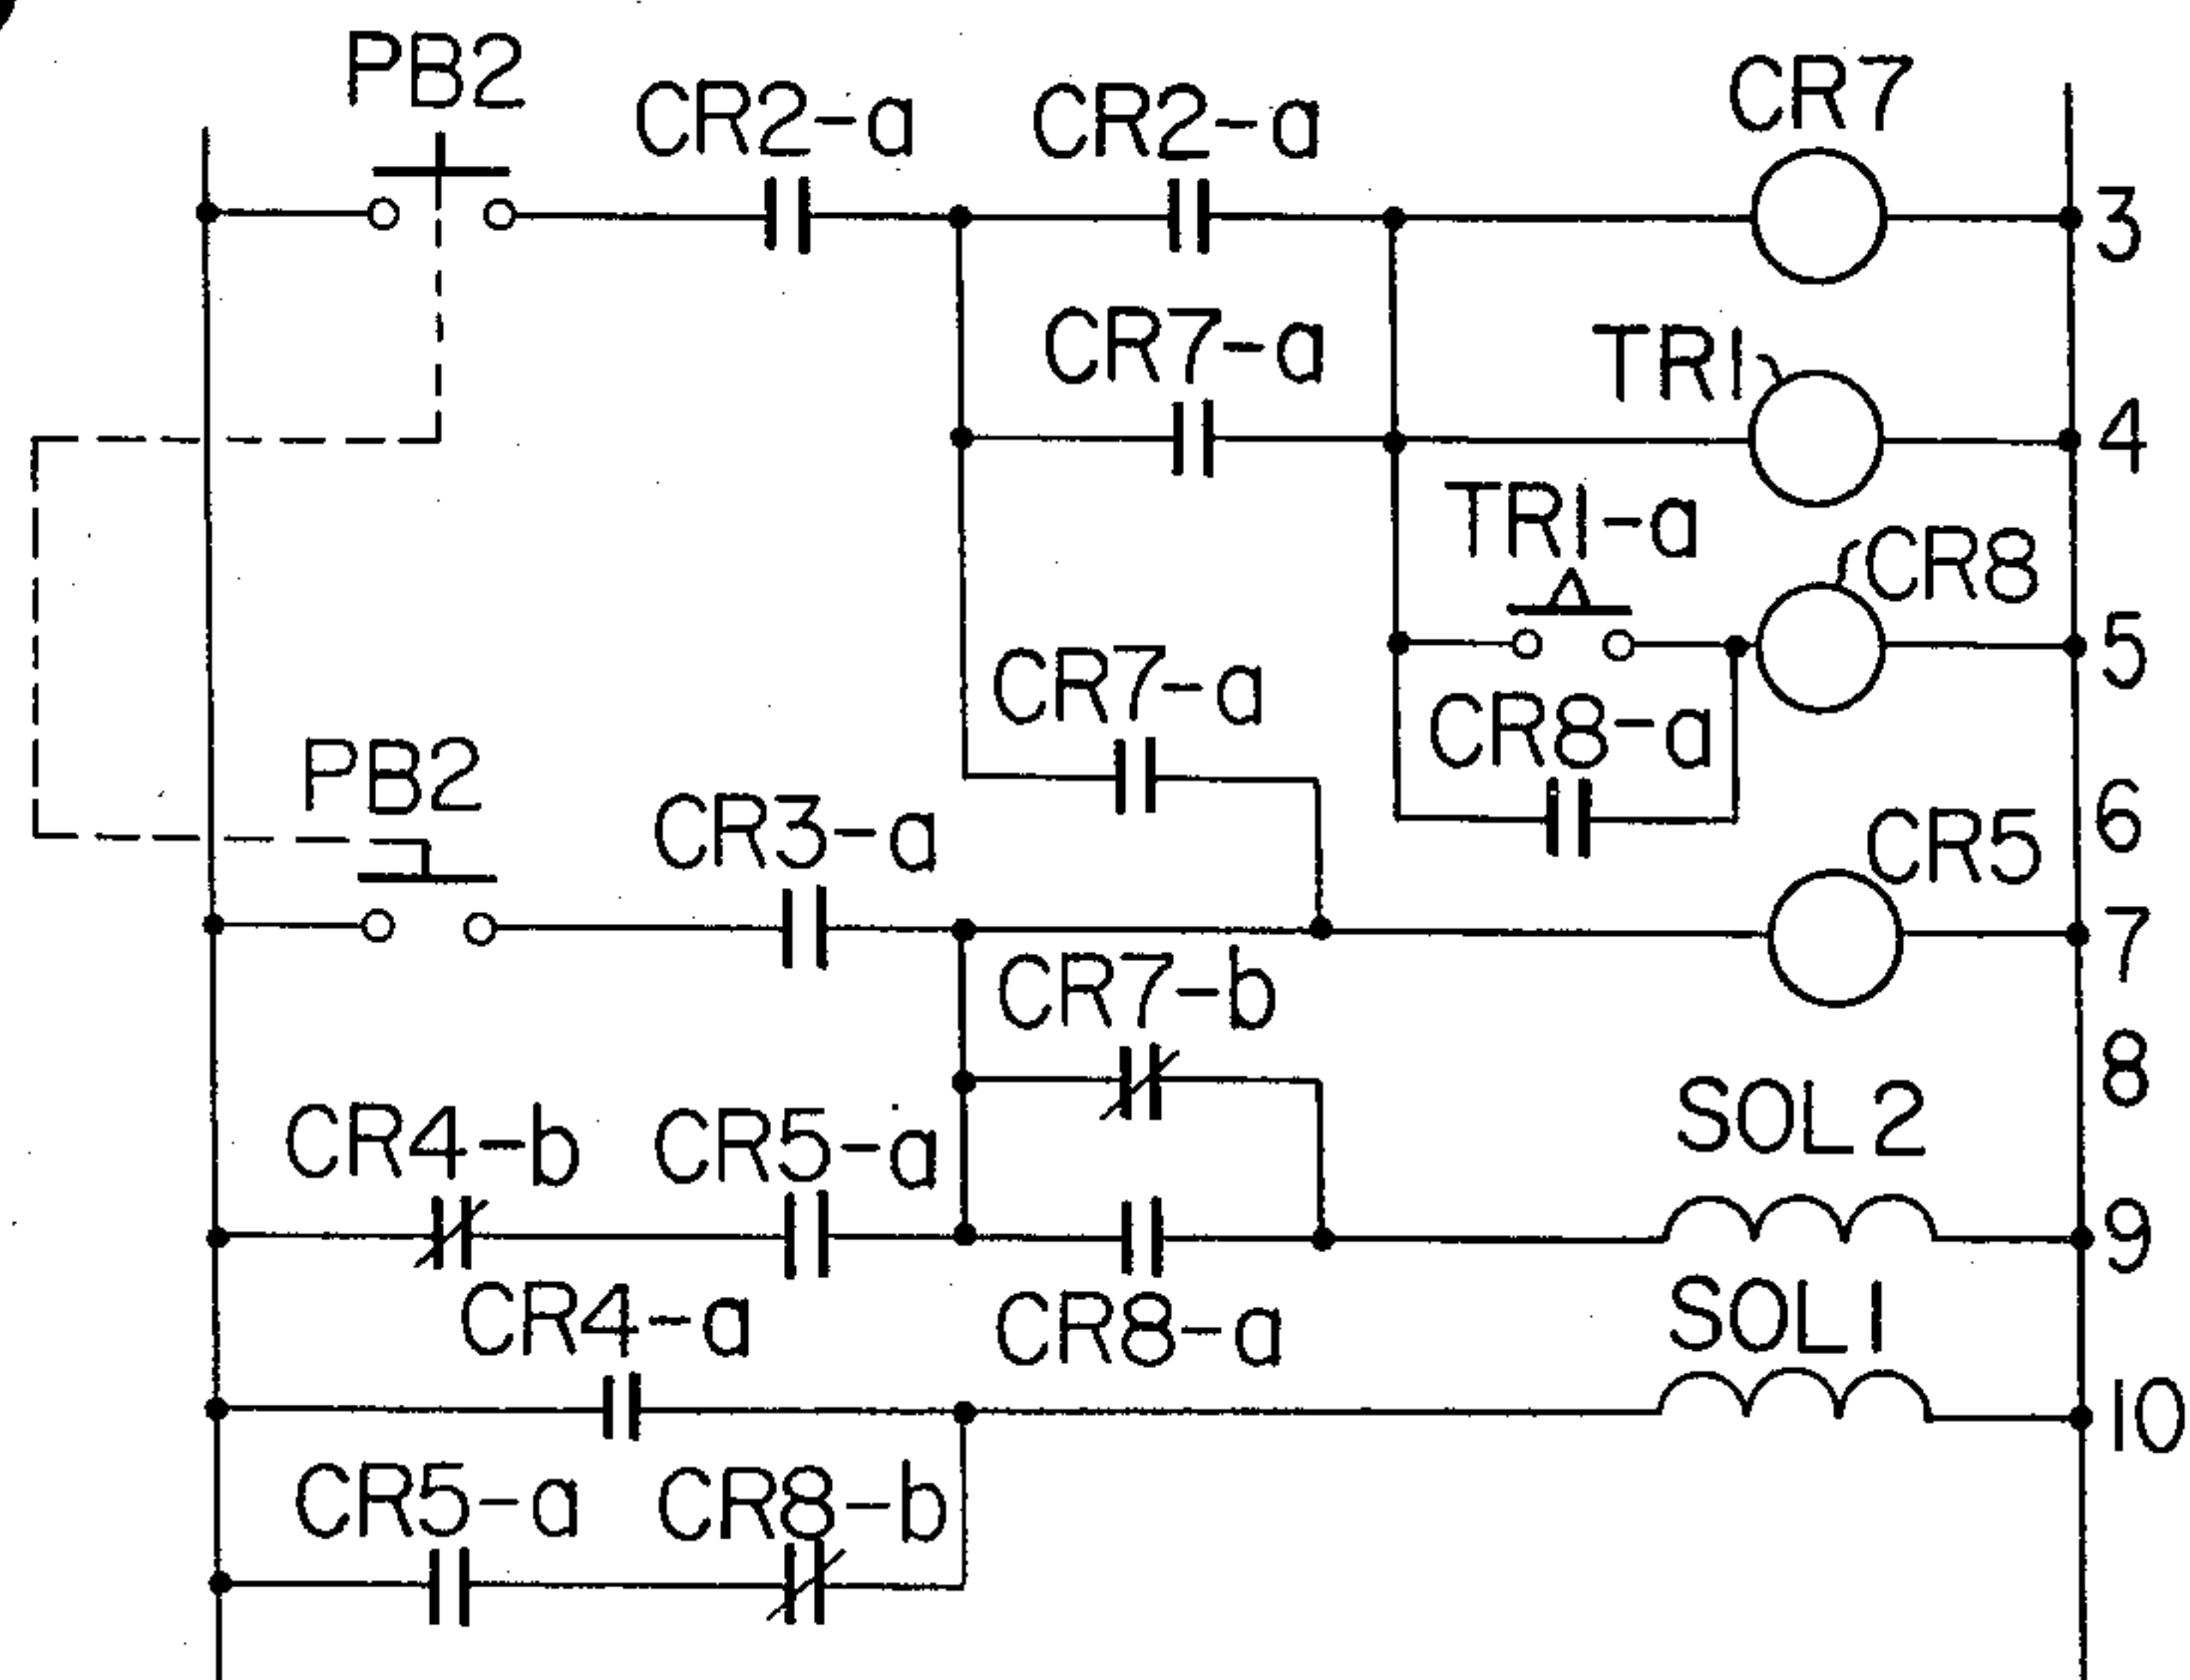 PB2
CR2-a
CR2-a
CR7
3
CR7-a
TR1
4
TR1-a
CR8
5
CR7-a
CR8-a
6
PB2
CR3-a
CR5
7
CR7-b
8
CR4-b
CR5-a
SOL2
9
CR4-a
CR8-a
SOL1
10
CR5-a
CR8-b